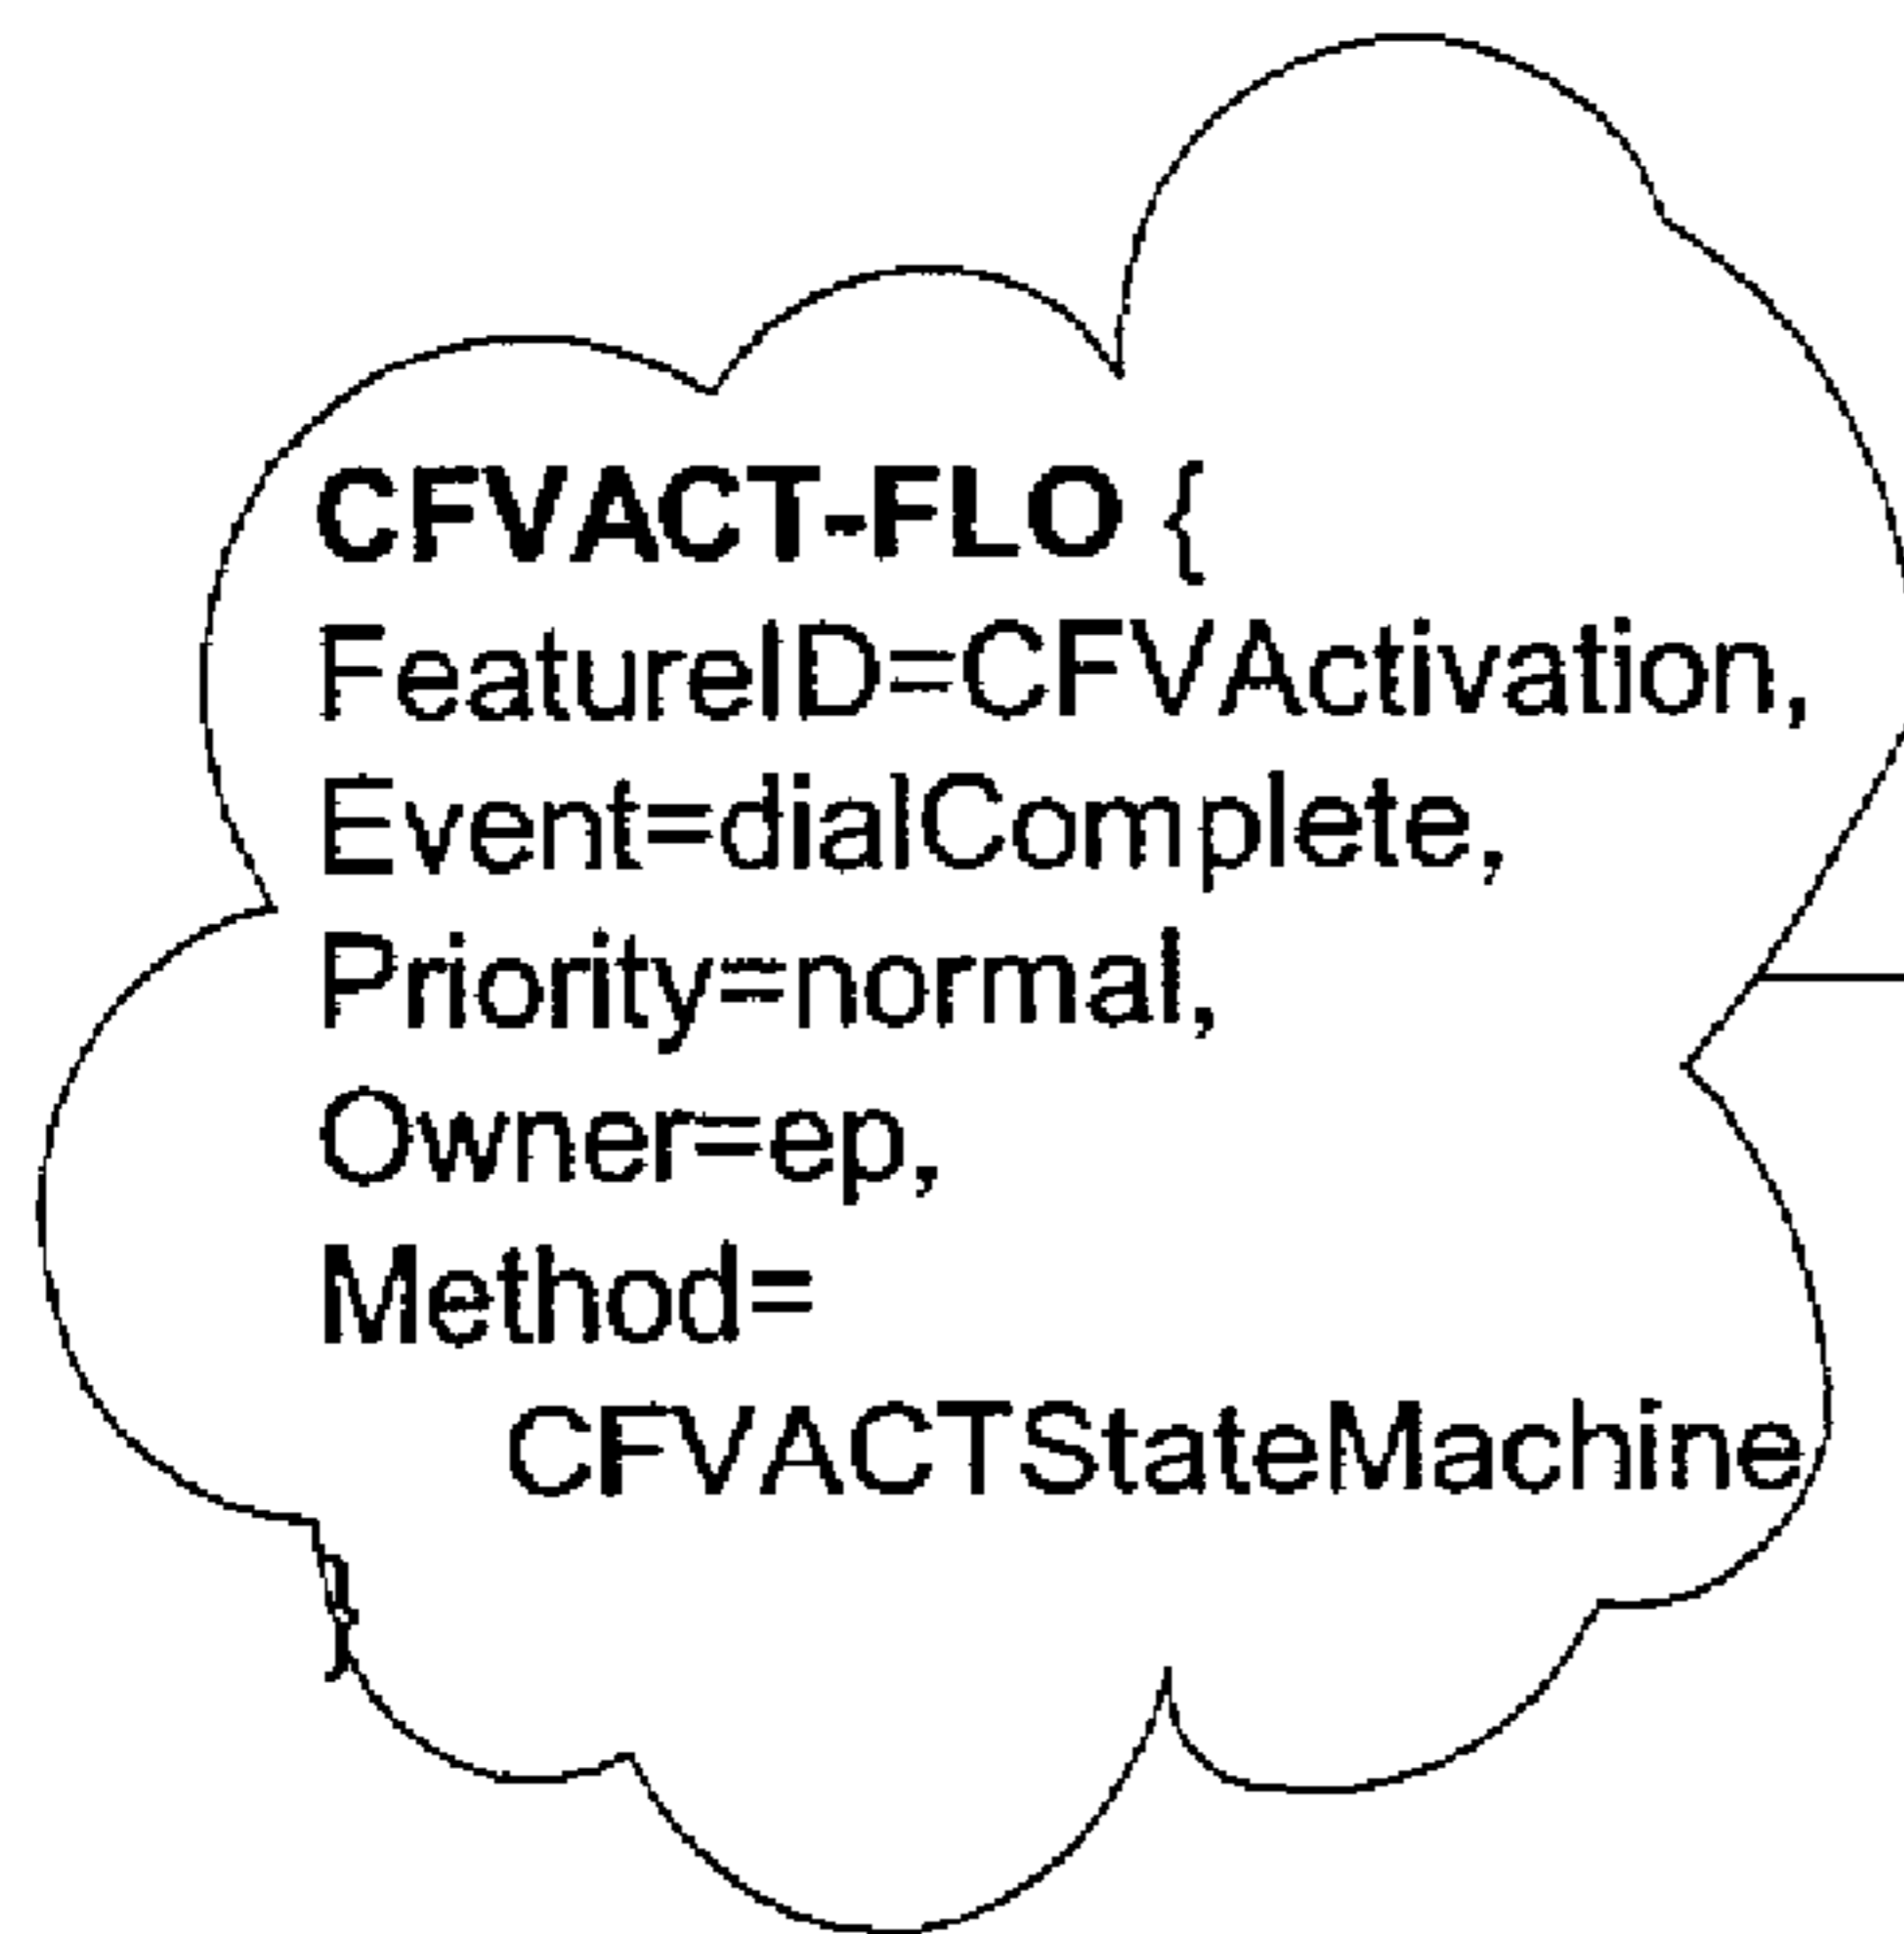 CFVACT-FLO {
FeatureID=CFVActivation,
Event=dialComplete,
Priority=normal,
Owner=ep,
Method=
CFVACTStateMachine
}